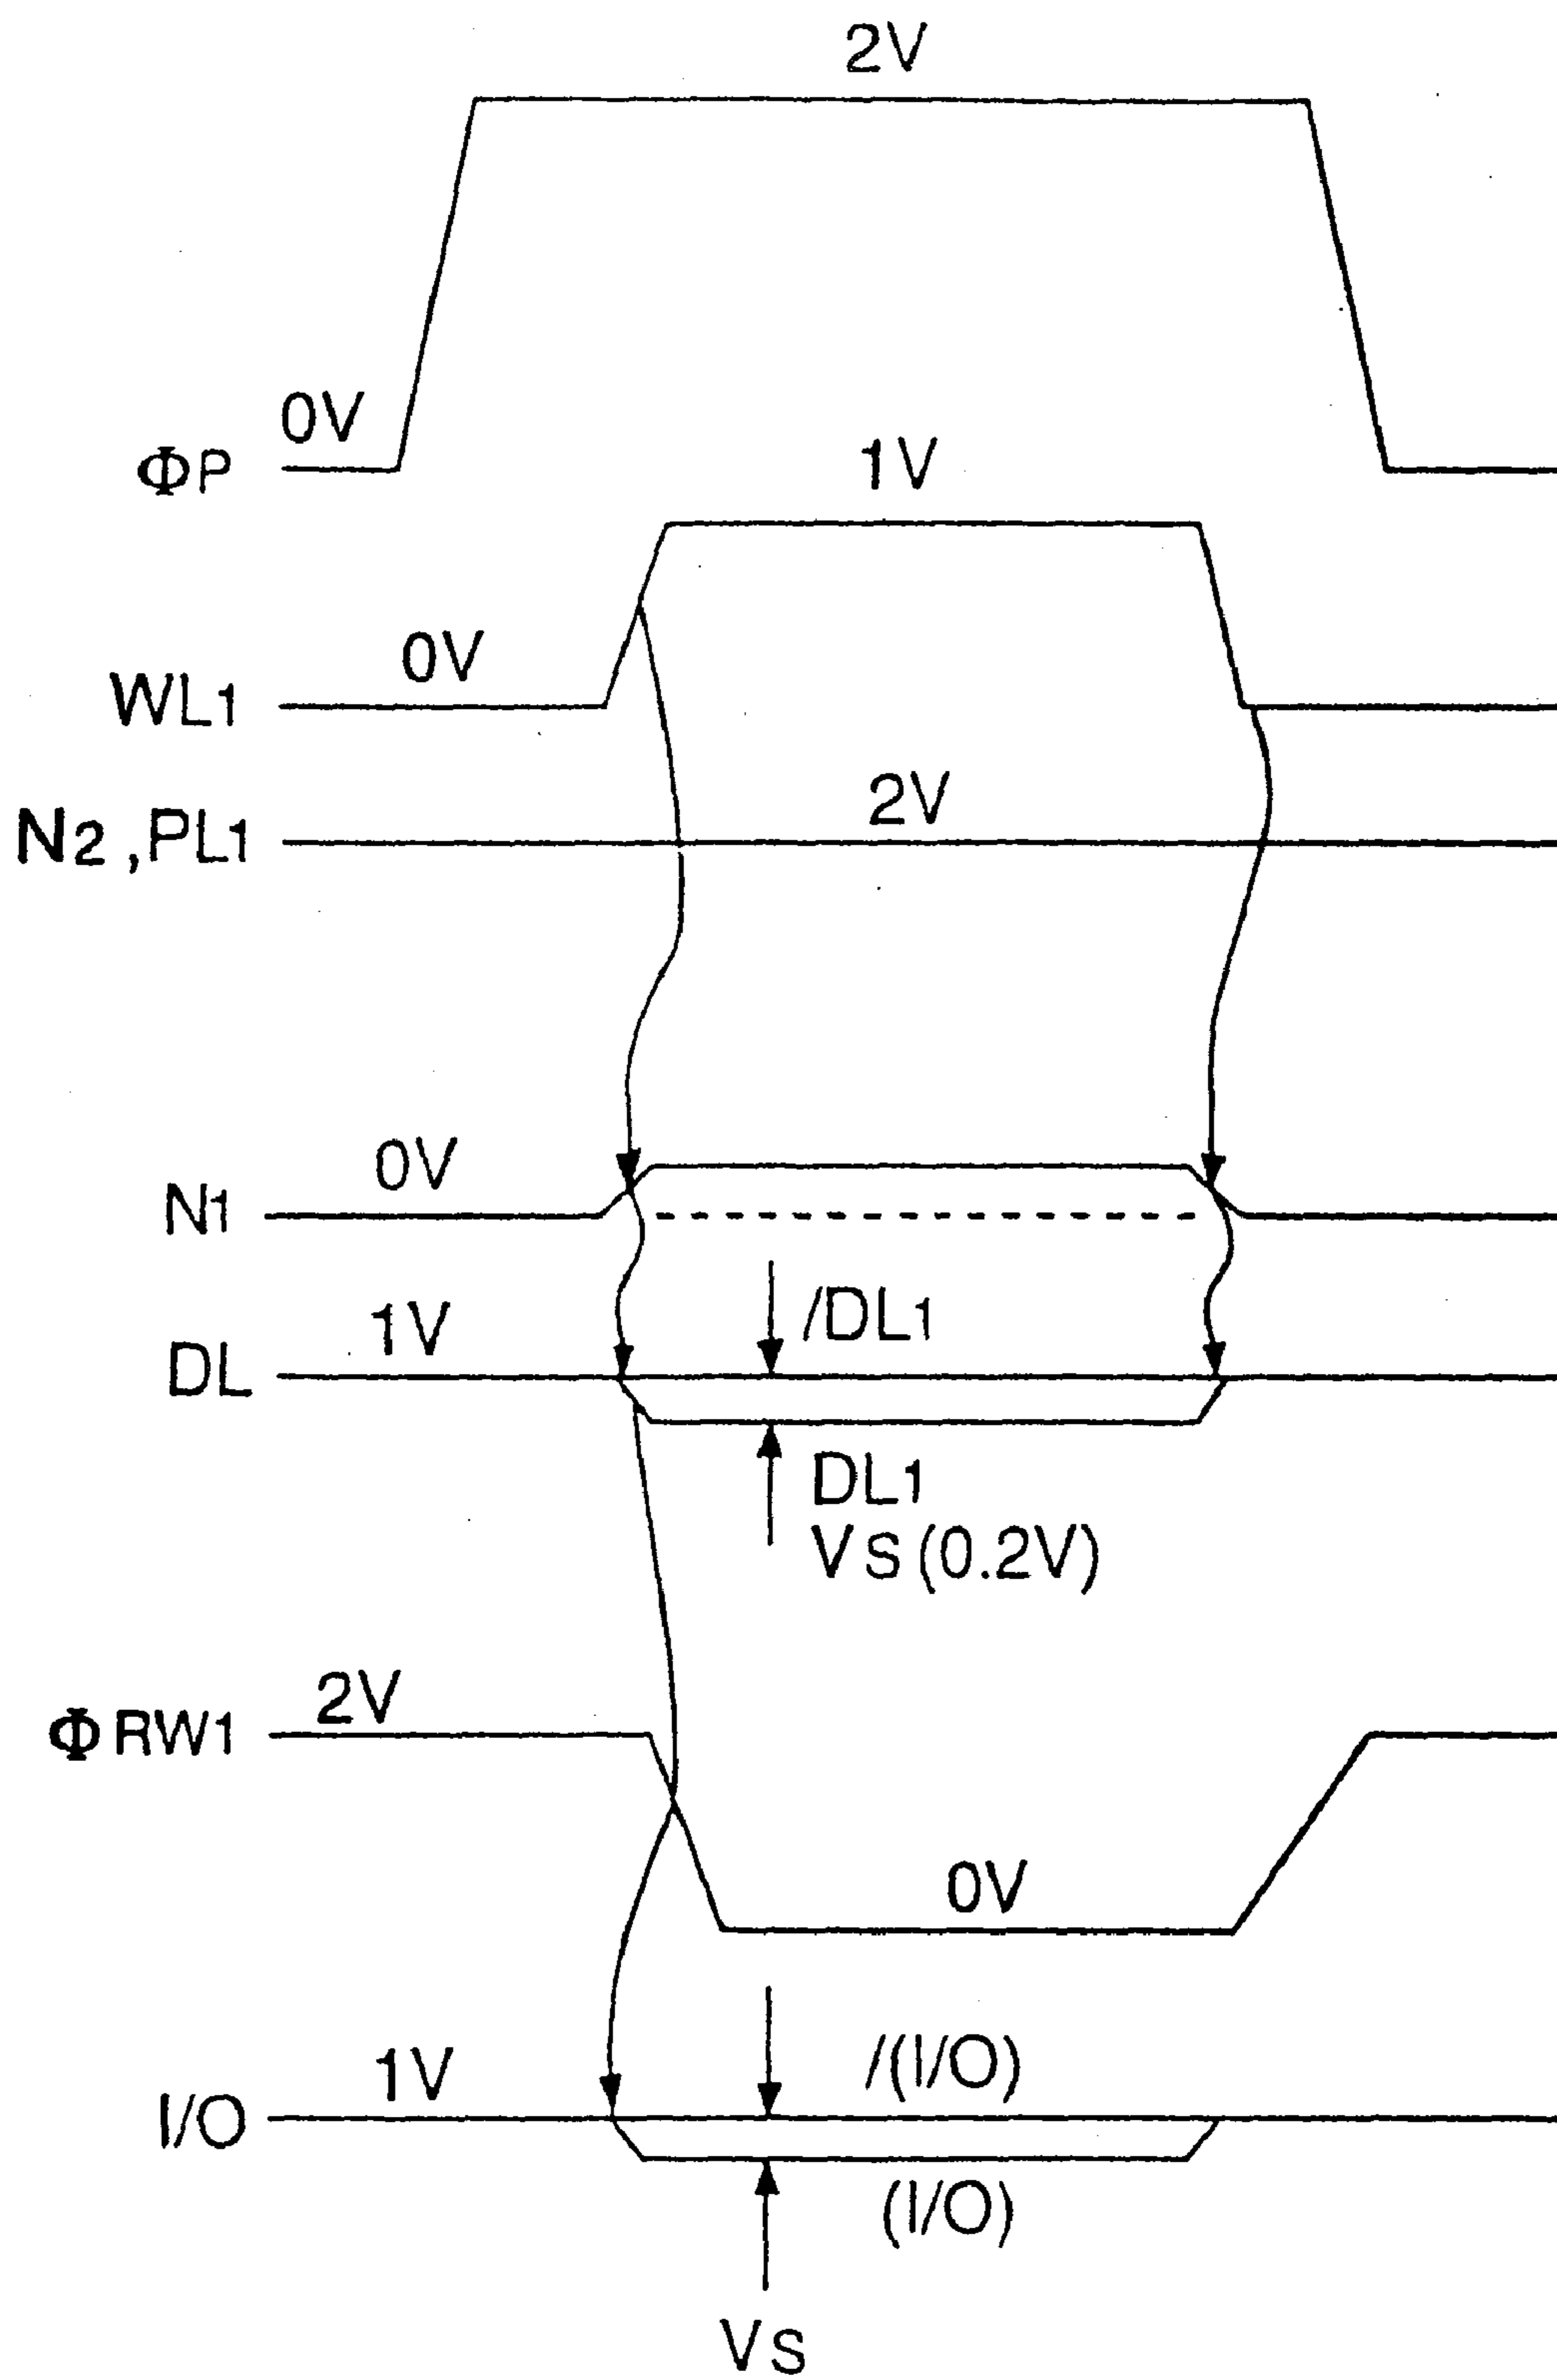 2V
0V
ΦP
1V
0V
WL1
2V
N2,PL1
0V
N1
/DL1
1V
DL
DL1
VS(0.2V)
2V
ΦRW1
0V
/(I/O)
1V
I/O
(I/O)
VS